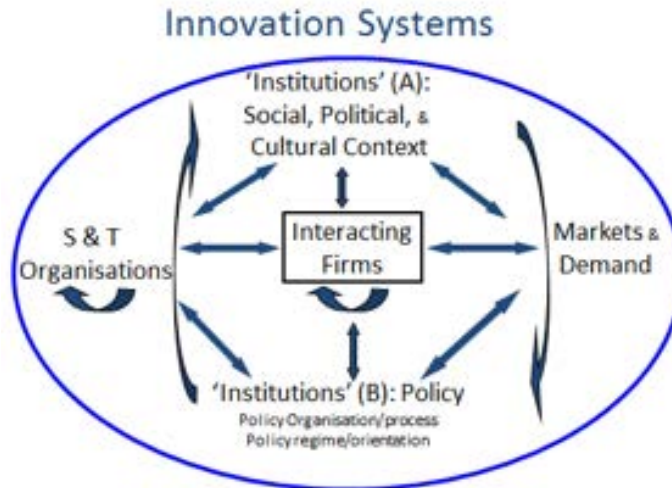 Innovation Systems
‘Institutions’ (A):
Social, Political, &
Cultural Context
S & T
Organisations
Interacting
Firms
Markets &
Demand
‘Institutions’ (B): Policy
Policy Organisation/process
Policy regime/orientation